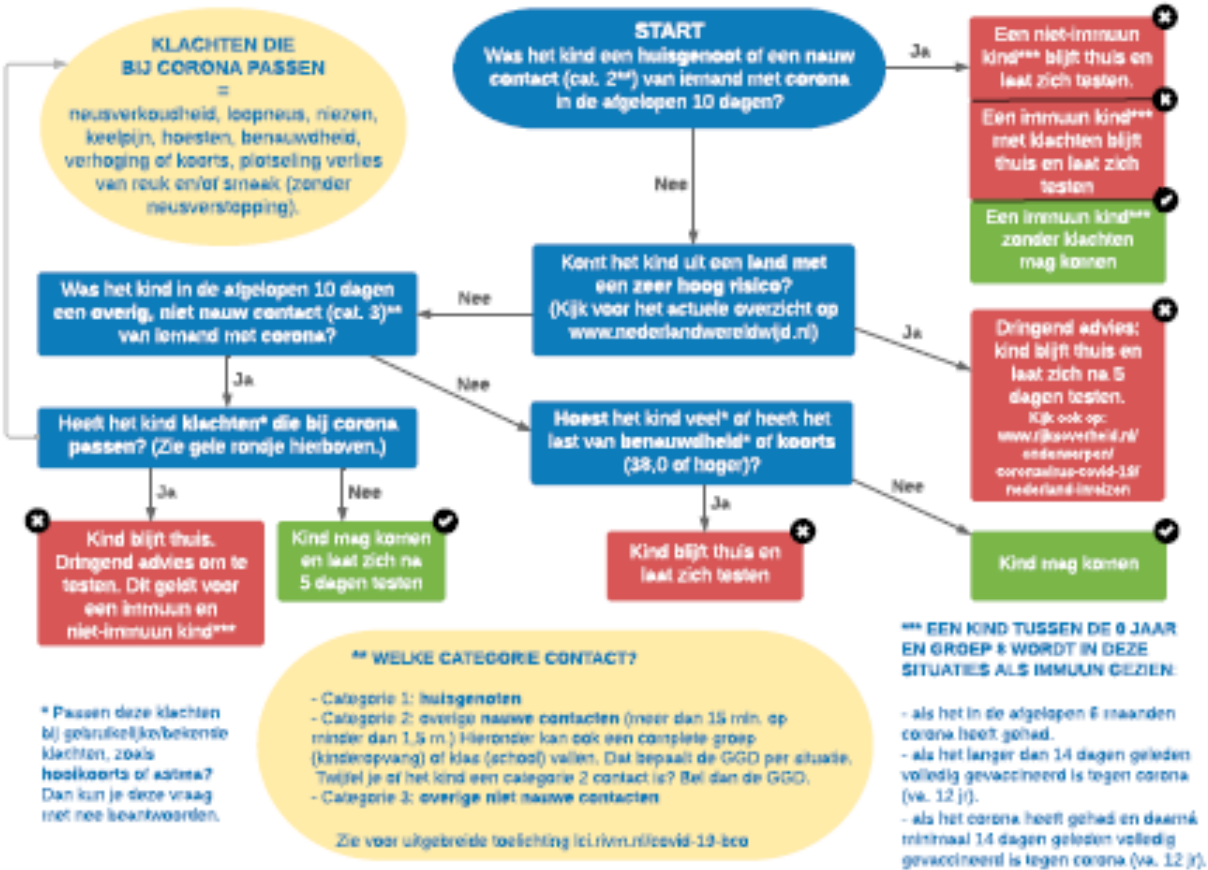 KLACHTEN DIE
BIJ CORONA PASSEN
=
neusverkoudheid, loopneus, niezen,
keelpijn, hoesten, benauwdheid,
verhoging of koorts, plotseling verlies
van reuk en/of smaak (zonder
neusverstopping).
START
Was het kind een huisgenoot of een nauw
contact (cat. 2**) van iemand met corona
in de afgelopen 10 dagen?
Ja
Een niet-immuun
kind*** blijft thuis en
laat zich testen.
Een immuun kind***
met klachten blijft
thuis en laat zich
testen
Een immuun kind***
zonder klachten
mag komen
Nee
Komt het kind uit een land met
een zeer hoog risico?
(Kijk voor het actuele overzicht op
www.nederlandwereldwijd.nl)
Nee
Ja
Dringend advies:
kind blijft thuis en
laat zich na 5
dagen testen.
Kijk ook op:
www.rijksoverheid.nl/
onderwerpen/
coronavirus-covid-19/
nederland-inreizen
Was het kind in de afgelopen 10 dagen
een overig, niet nauw contact (cat. 3)**
van iemand met corona?
Ja
Nee
Heeft het kind klachten* die bij corona
passen? (Zie gele rondje hierboven.)
Hoest het kind veel* of heeft het
last van benauwdheid* of koorts
(38,0 of hoger)?
Ja
Nee
Ja
Nee
Kind blijft thuis.
Dringend advies om te
testen. Dit geldt voor
een immuun en
niet-immuun kind***
Kind mag komen
en laat zich na
5 dagen testen
Kind blijft thuis en
laat zich testen
Kind mag komen
* Passen deze klachten
bij gebruikelijke/bekende
klachten, zoals
hooikoorts of astma?
Dan kun je deze vraag
met nee beantwoorden.
** WELKE CATEGORIE CONTACT?
- Categorie 1: huisgenoten
- Categorie 2: overige nauwe contacten (meer dan 15 min. op
minder dan 1,5 m.) Hieronder kan ook een complete groep
(kinderopvang) of klas (school) vallen. Dat bepaalt de GGD per situatie.
Twijfel je of het kind een categorie 2 contact is? Bel dan de GGD.
- Categorie 3: overige niet nauwe contacten
Zie voor uitgebreide toelichting lci.rivm.nl/covid-19-bco
*** EEN KIND TUSSEN DE 0 JAAR
EN GROEP 8 WORDT IN DEZE
SITUATIES ALS IMMUUN GEZIEN:
- als het in de afgelopen 6 maanden
corona heeft gehad.
- als het langer dan 14 dagen geleden
volledig gevaccineerd is tegen corona
(va. 12 jr).
- als het corona heeft gehad en daarná
minimaal 14 dagen geleden volledig
gevaccineerd is tegen corona (va. 12 jr).